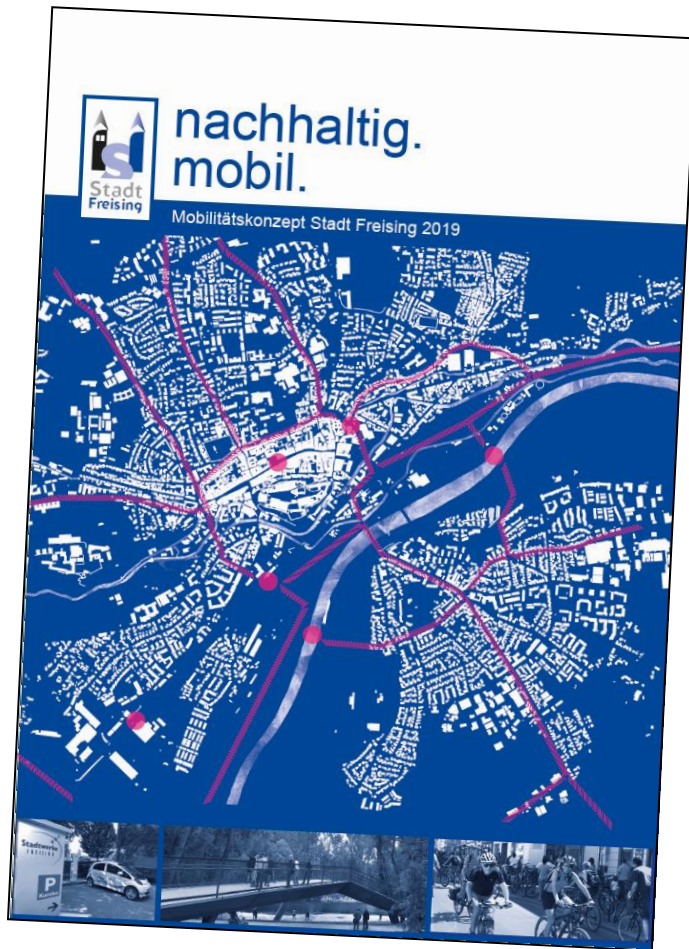 nachhaltig.
mobil.
Stadt
Freising
Mobilitätskonzept Stadt Freising 2019
Stadtwerke
FREISING
P